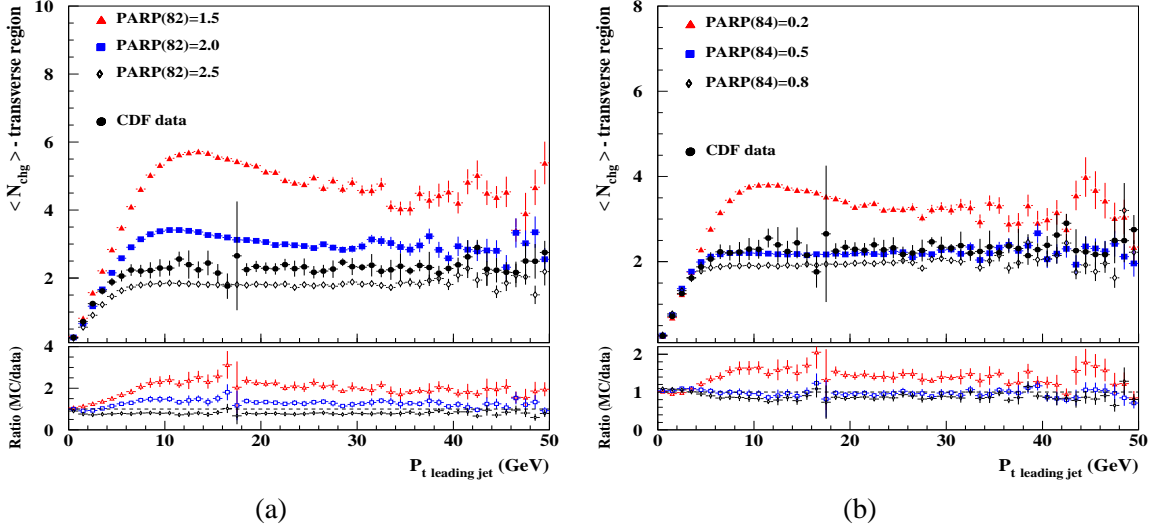 < N_chg > - transverse region
10
8
6
4
2
PARP(82)=1.5
PARP(82)=2.0
PARP(82)=2.5
CDF data
Ratio (MC/data)
4
2
0
0 10 20 30 40 50
P_t leading jet (GeV)
(a)
< N_chg > - transverse region
8
6
4
2
PARP(84)=0.2
PARP(84)=0.5
PARP(84)=0.8
CDF data
Ratio (MC/data)
2
1
0
0 10 20 30 40 50
P_t leading jet (GeV)
(b)